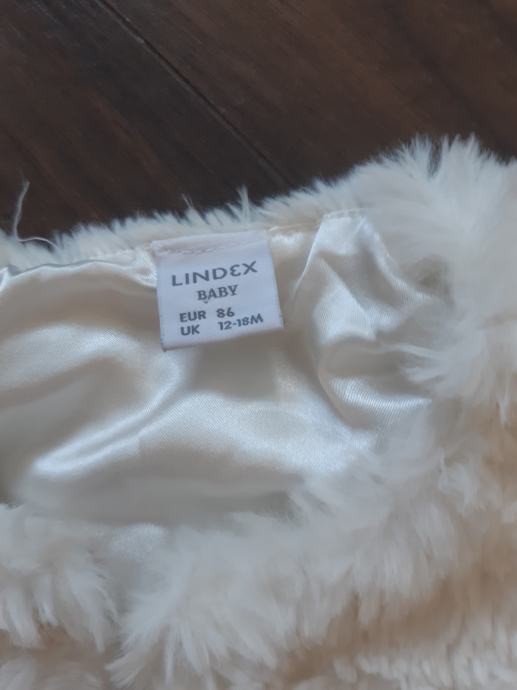 LINDEX
BABY
EUR 86
UK 12-18M